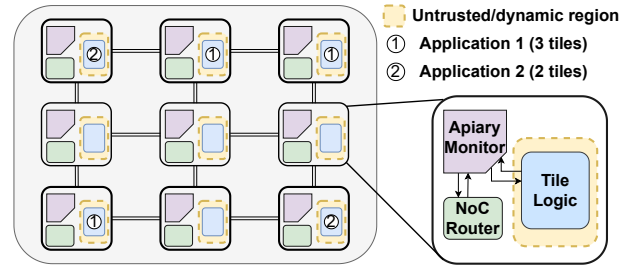 Untrusted/dynamic region
① Application 1 (3 tiles)
② Application 2 (2 tiles)
② ① ①
① ②
Apiary
Monitor
NoC
Router
Tile
Logic